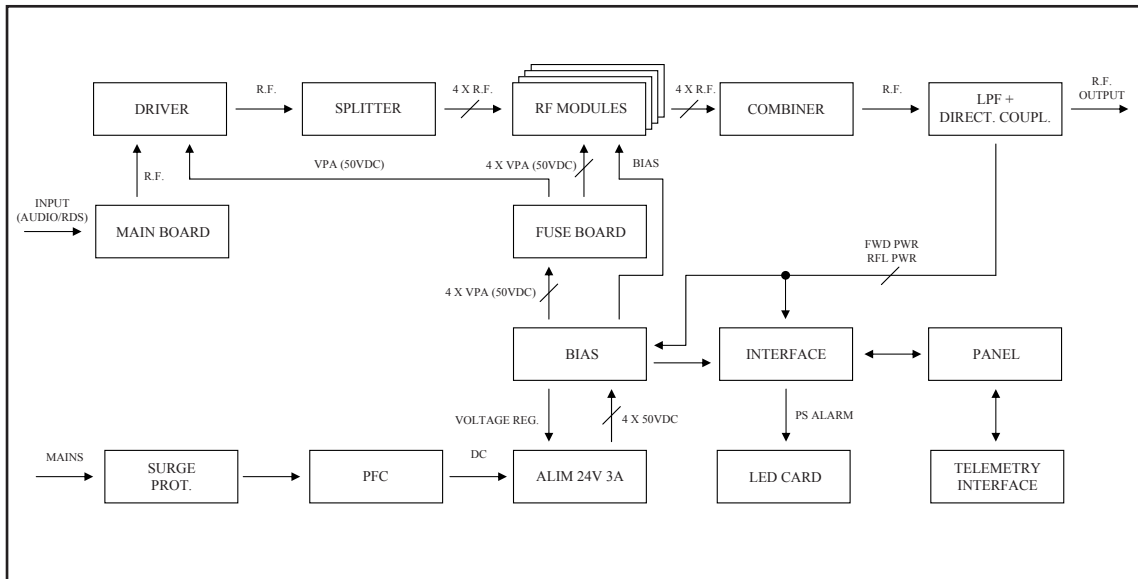 R.F.
4 X R.F.
4 X R.F.
R.F.
R.F.
OUTPUT
DRIVER
SPLITTER
RF MODULES
COMBINER
LPF +
DIRECT. COUPL.
VPA (50VDC)
4 X VPA (50VDC)
BIAS
R.F.
INPUT
(AUDIO/RDS)
MAIN BOARD
FUSE BOARD
FWD PWR
RFL PWR
4 X VPA (50VDC)
BIAS
INTERFACE
PANEL
VOLTAGE REG.
4 X 50VDC
PS ALARM
MAINS
DC
SURGE
PROT.
PFC
ALIM 24V 3A
LED CARD
TELEMETRY
INTERFACE